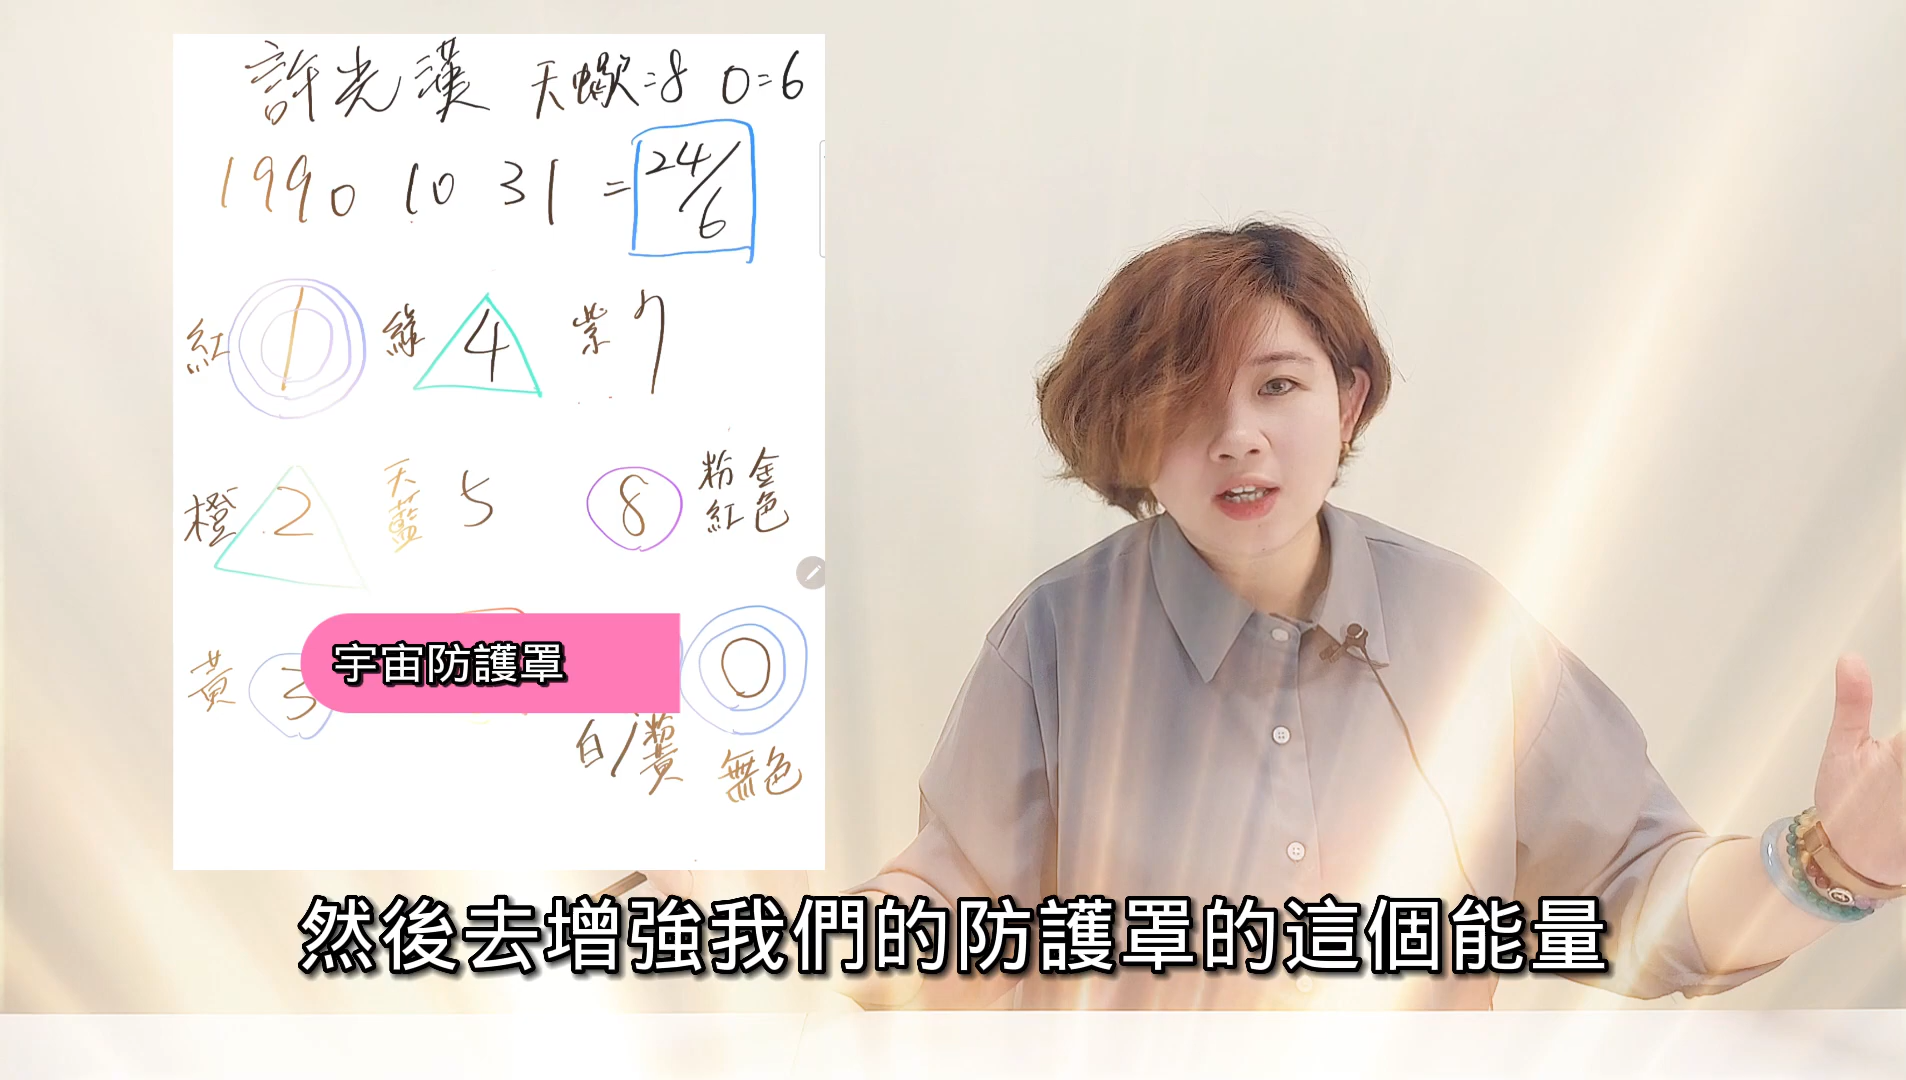 許光漢 天蠍=8 0=6
1990 10 31 = 24/6
紅 1 綠 4 紫 7
橙 2 天藍 5 8 粉紅 金色
黃 3 0
宇宙防護罩
白/ 無色
然後去增強我們的防護罩的這個能量